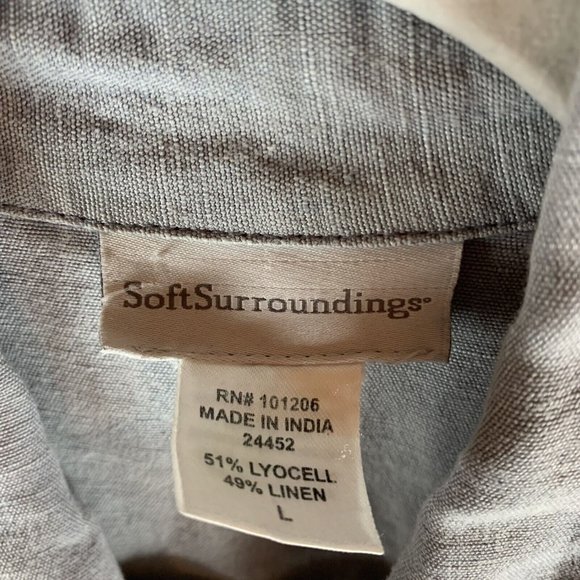 SoftSurroundings®
RN# 101206
MADE IN INDIA
24452
51% LYOCELL
49% LINEN
L